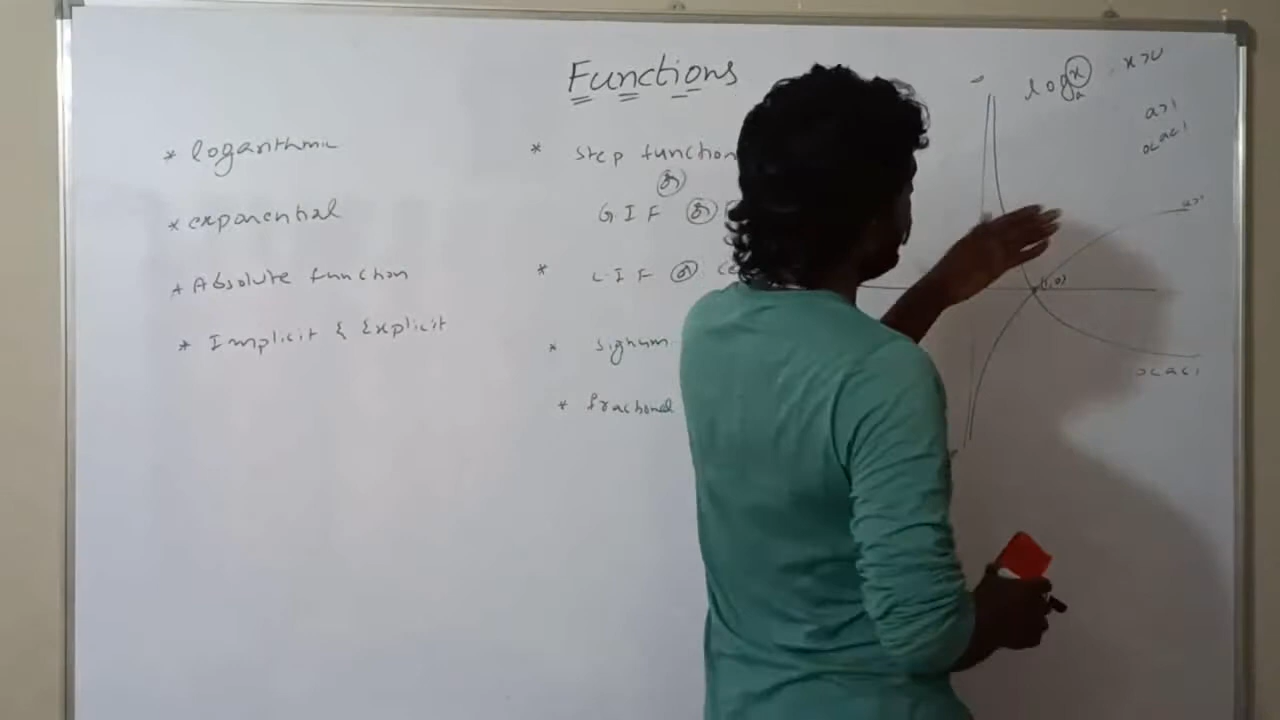 Functions
* logarithmic
* exponential
* Absolute function
* Implicit & Explicit
* Step function
GIF
* LIF
* signum
* fractional
log x a , x>0
a>1
0<a<1
a>1
(1,0)
0<a<1